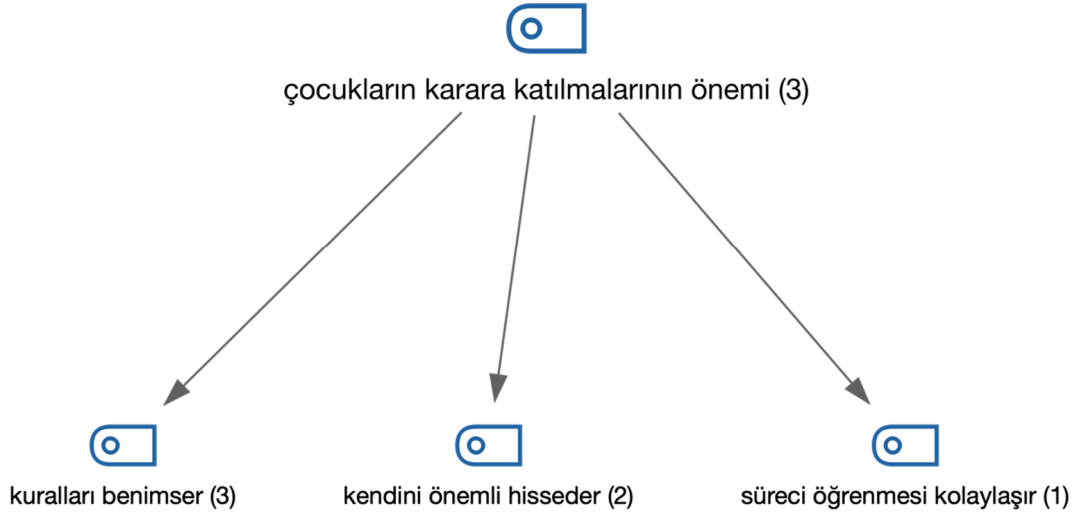 çocukların karara katılmalarının önemi (3)
kuralları benimser (3)
kendini önemli hisseder (2)
süreci öğrenmesi kolaylaşır (1)